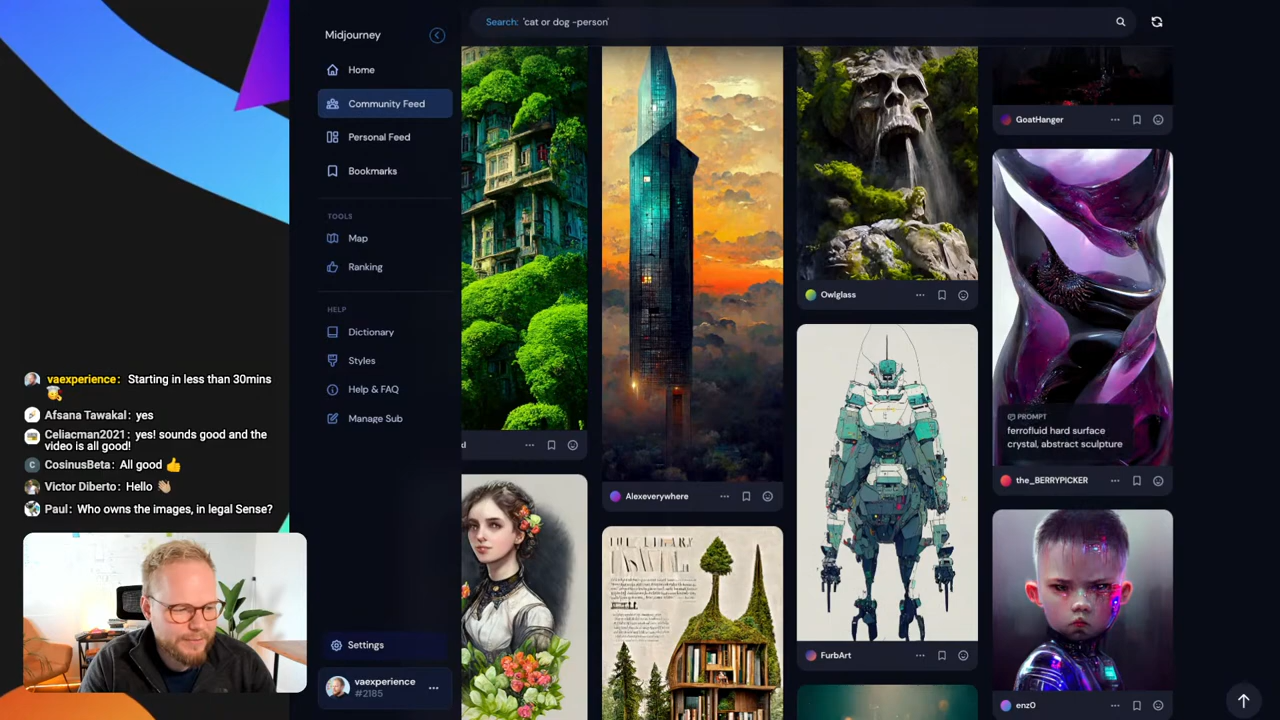 Midjourney
Home
Community Feed
Personal Feed
Bookmarks
TOOLS
Map
Ranking
HELP
Dictionary
Styles
Help & FAQ
Manage Sub
Settings
vaexperience
#2185
Search: 'cat or dog -person'
d
Alexeverywhere
Owlglass
FurbArt
GoatHanger
PROMPT
ferrofluid hard surface
crystal, abstract sculpture
the_BERRYPICKER
enz0
vaexperience: Starting in less than 30mins
Afsana Tawakal: yes
Celiacman2021: yes! sounds good and the
video is all good!
CosinusBeta: All good 👍
Victor Diberto: Hello 👋🏼
Paul: Who owns the images, in legal Sense?